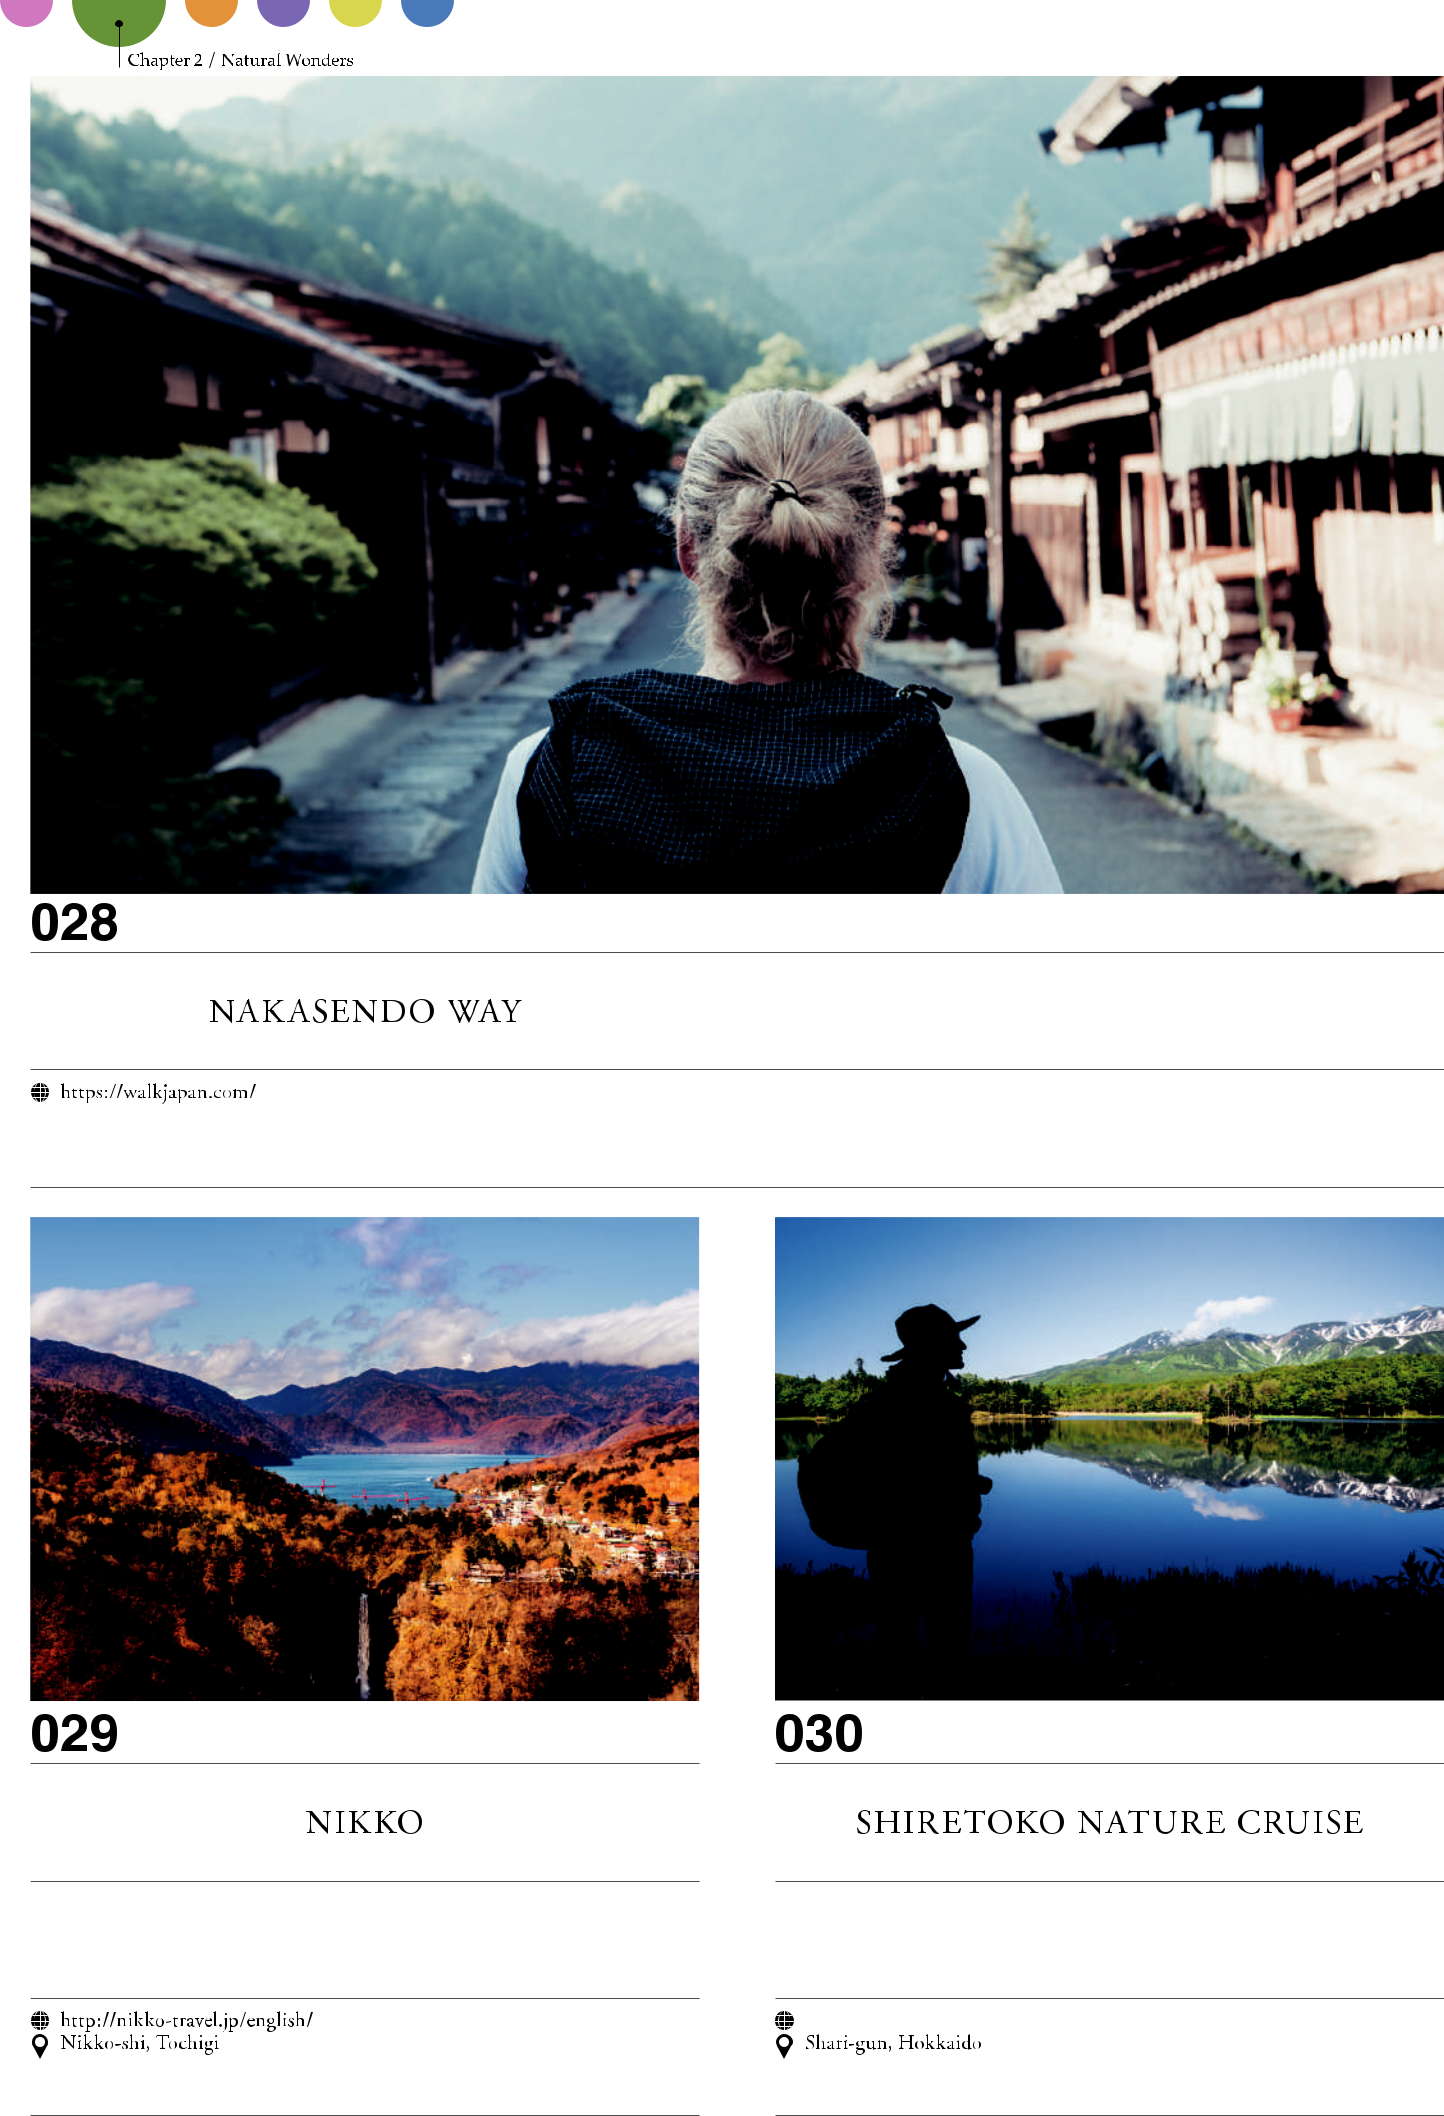 Chapter 2 / Natural Wonders
028
NAKASENDO WAY
https://walkjapan.com/
029
NIKKO
http://nikko-travel.jp/english/
Nikko-shi, Tochigi
030
SHIRETOKO NATURE CRUISE
Shari-gun, Hokkaido